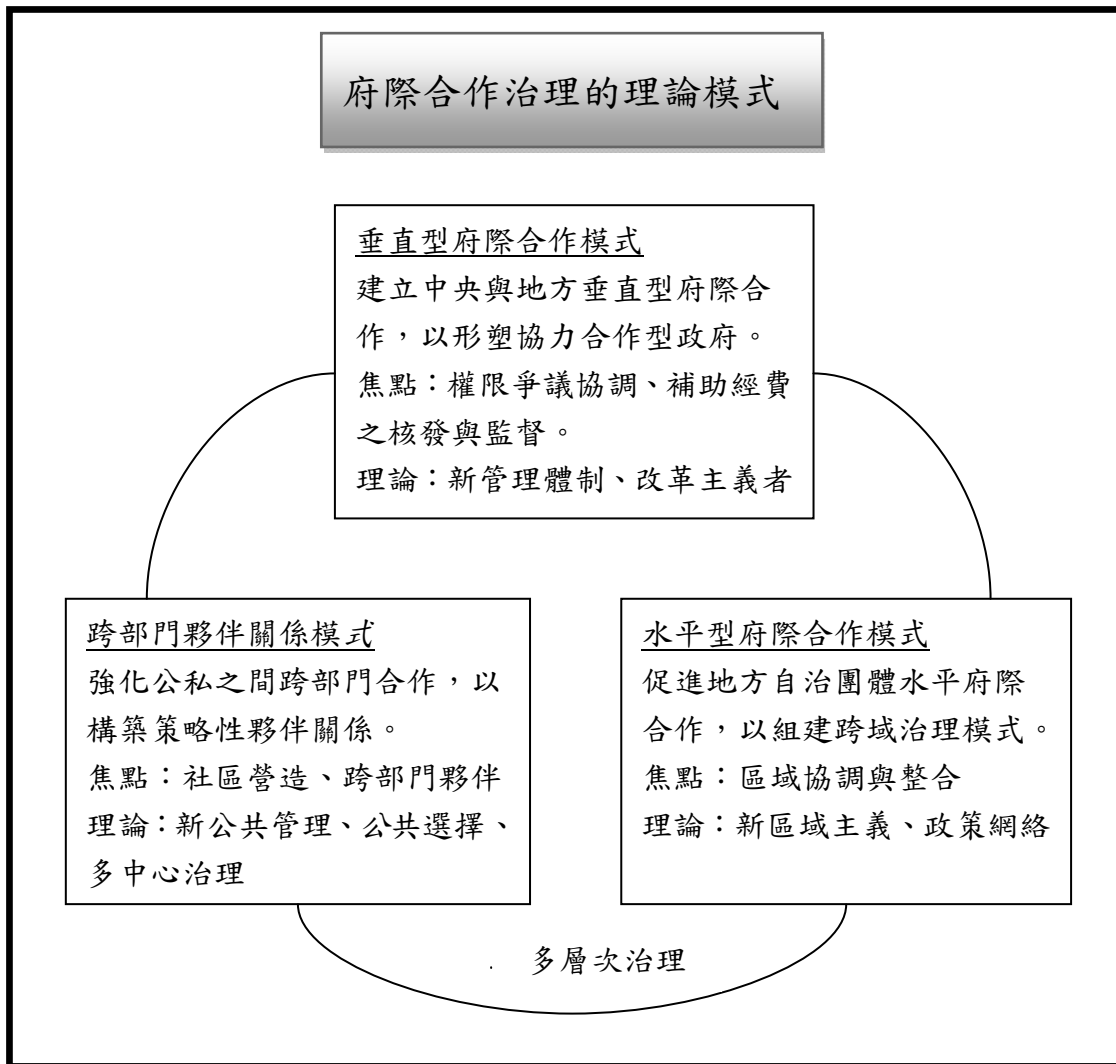 府際合作治理的理論模式
垂直型府際合作模式
建立中央與地方垂直型府際合
作，以形塑協力合作型政府。
焦點：權限爭議協調、補助經費
之核發與監督。
理論：新管理體制、改革主義者
跨部門夥伴關係模式
強化公私之間跨部門合作，以
構築策略性夥伴關係。
焦點：社區營造、跨部門夥伴
理論：新公共管理、公共選擇、
多中心治理
水平型府際合作模式
促進地方自治團體水平府際
合作，以組建跨域治理模式。
焦點：區域協調與整合
理論：新區域主義、政策網絡
. 多層次治理